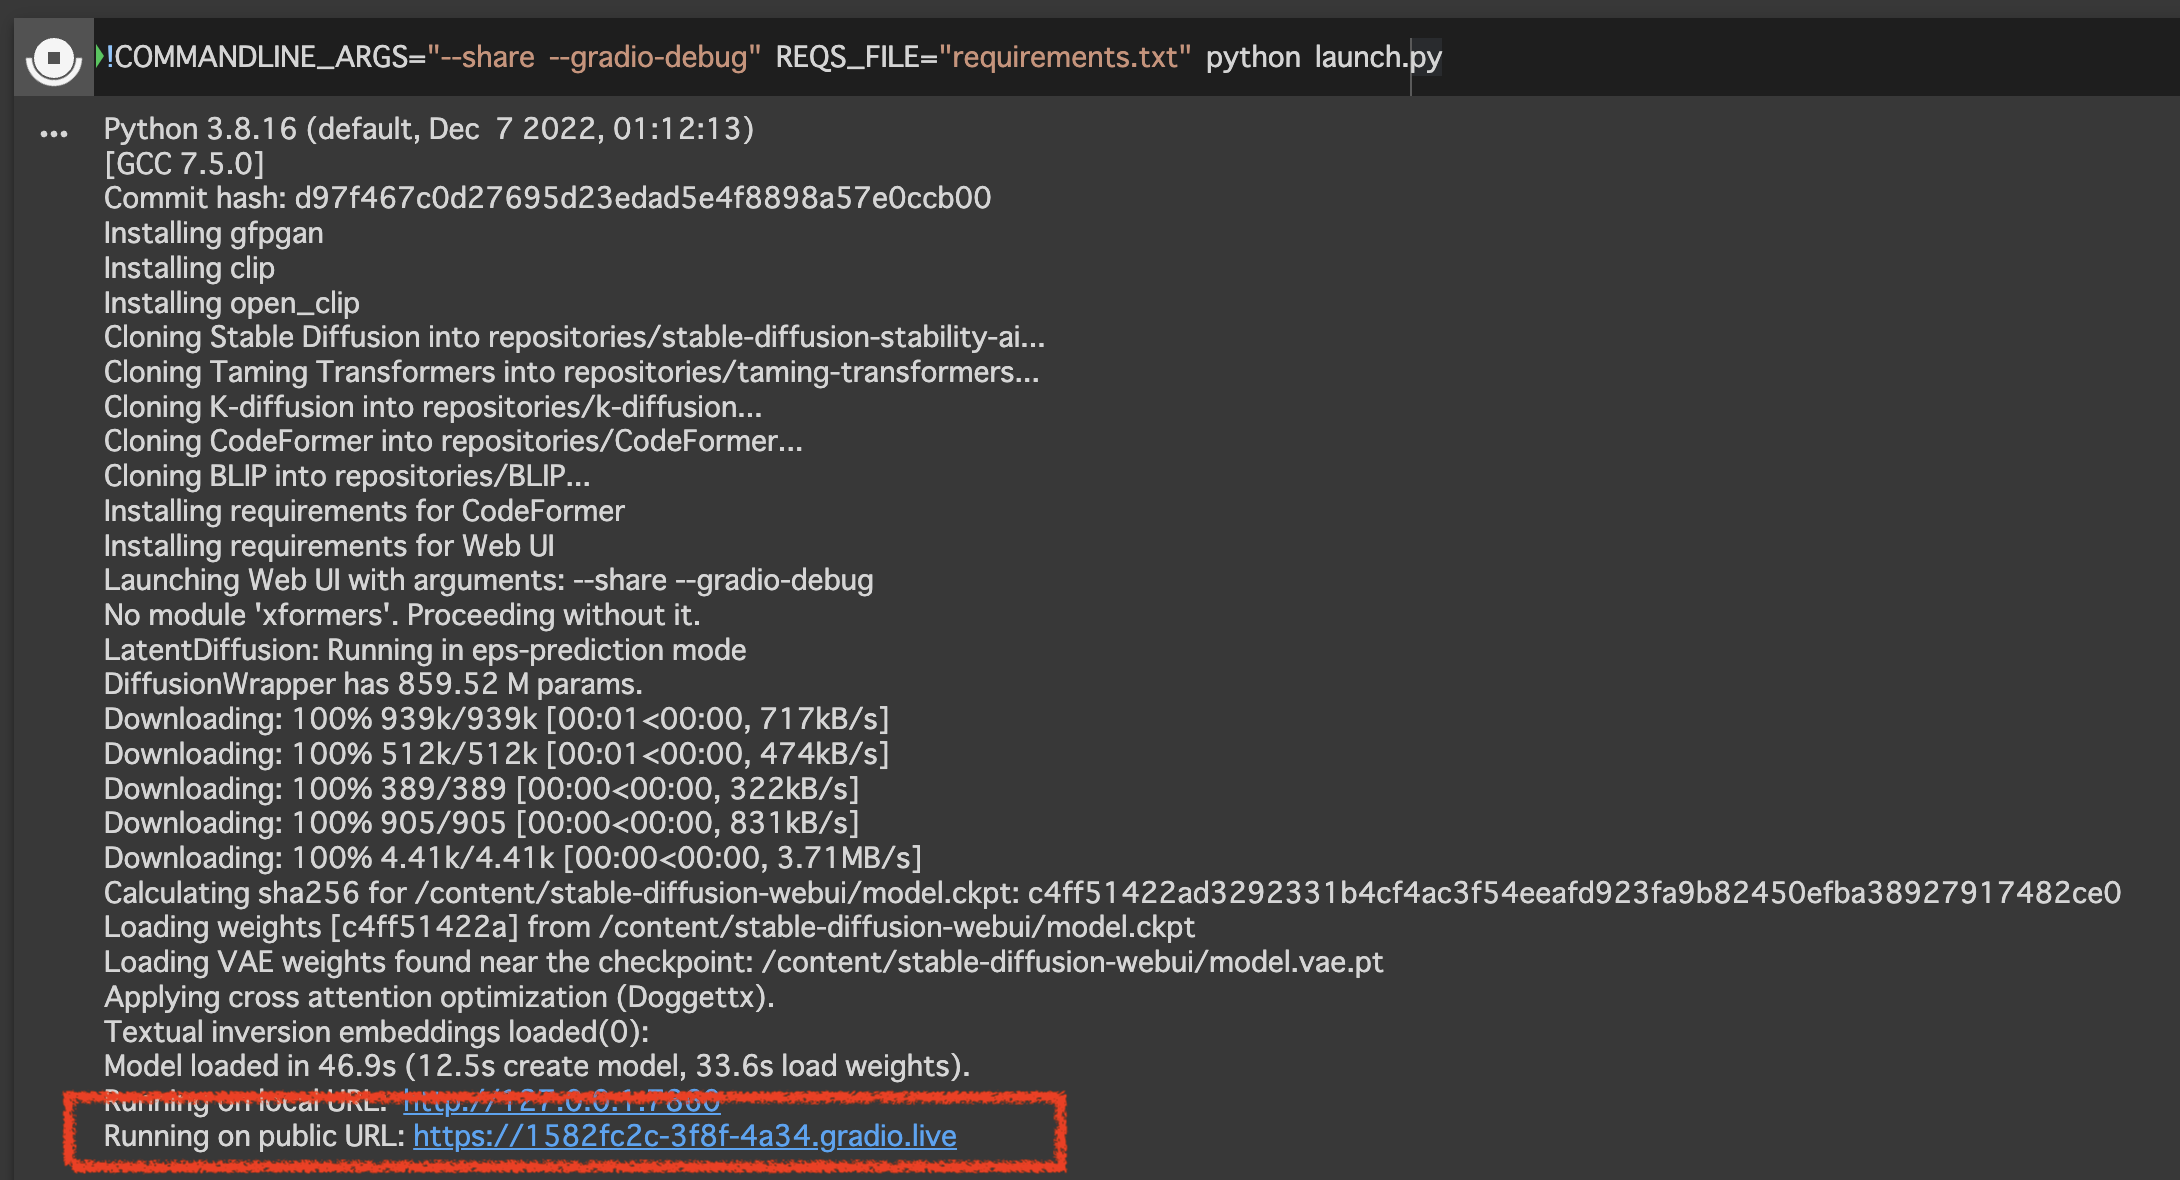 !COMMANDLINE_ARGS="--share --gradio-debug" REQS_FILE="requirements.txt" python launch.py
Python 3.8.16 (default, Dec  7 2022, 01:12:13)
[GCC 7.5.0]
Commit hash: d97f467c0d27695d23edad5e4f8898a57e0ccb00
Installing gfpgan
Installing clip
Installing open_clip
Cloning Stable Diffusion into repositories/stable-diffusion-stability-ai...
Cloning Taming Transformers into repositories/taming-transformers...
Cloning K-diffusion into repositories/k-diffusion...
Cloning CodeFormer into repositories/CodeFormer...
Cloning BLIP into repositories/BLIP...
Installing requirements for CodeFormer
Installing requirements for Web UI
Launching Web UI with arguments: --share --gradio-debug
No module 'xformers'. Proceeding without it.
LatentDiffusion: Running in eps-prediction mode
DiffusionWrapper has 859.52 M params.
Downloading: 100% 939k/939k [00:01<00:00, 717kB/s]
Downloading: 100% 512k/512k [00:01<00:00, 474kB/s]
Downloading: 100% 389/389 [00:00<00:00, 322kB/s]
Downloading: 100% 905/905 [00:00<00:00, 831kB/s]
Downloading: 100% 4.41k/4.41k [00:00<00:00, 3.71MB/s]
Calculating sha256 for /content/stable-diffusion-webui/model.ckpt: c4ff51422ad3292331b4cf4ac3f54eeafd923fa9b82450efba38927917482ce0
Loading weights [c4ff51422a] from /content/stable-diffusion-webui/model.ckpt
Loading VAE weights found near the checkpoint: /content/stable-diffusion-webui/model.vae.pt
Applying cross attention optimization (Doggettx).
Textual inversion embeddings loaded(0):
Model loaded in 46.9s (12.5s create model, 33.6s load weights).
Running on local URL:  http://127.0.0.1:7860
Running on public URL: https://1582fc2c-3f8f-4a34.gradio.live